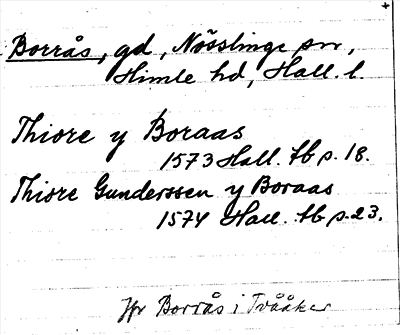 Borrås, gd, Nösslinge sn,
Himle hd, Hall. l.
Thiore y Boraas
1573 Hall. tb p. 18.
Thiore Gunderssen y Boraas
1574 Hall. tb p. 23.
Jfr Borrås i Tvååker